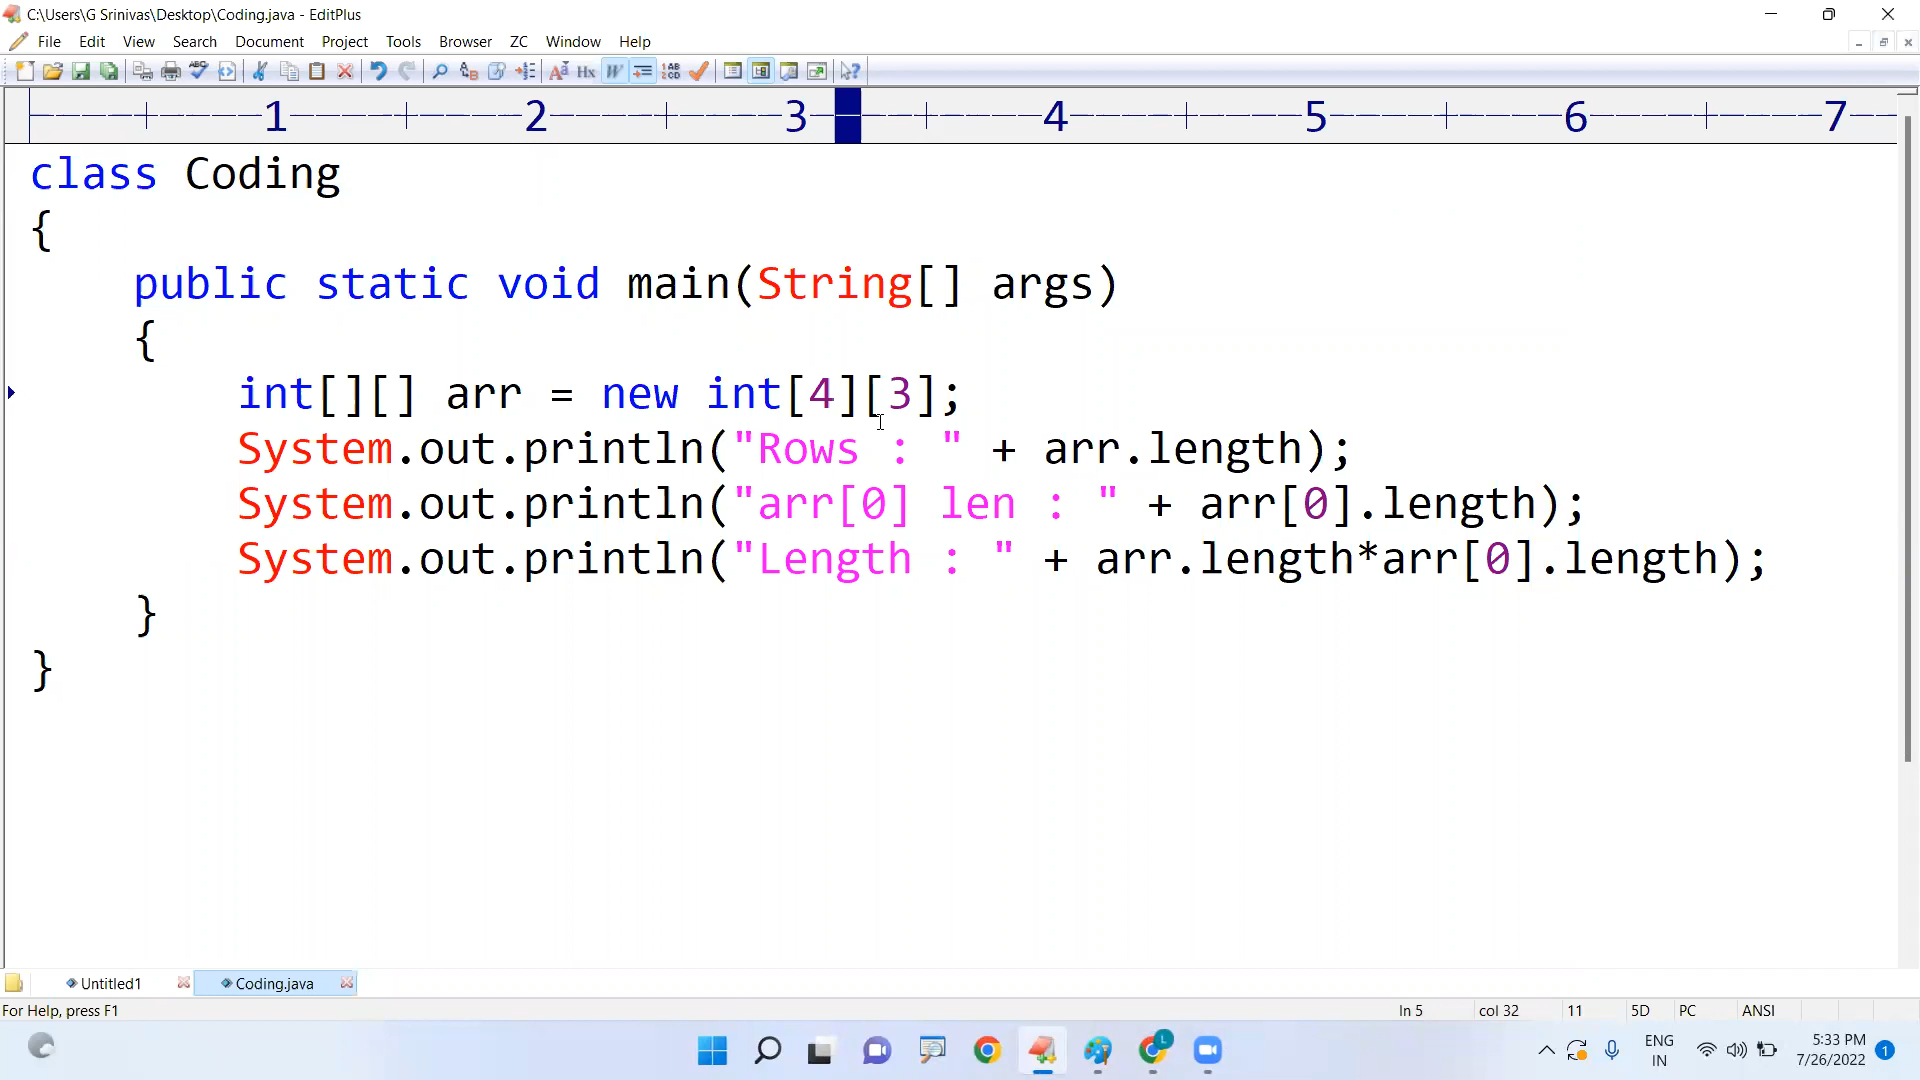 C:\Users\G Srinivas\Desktop\Coding.java - EditPlus
File Edit View Search Document Project Tools Browser ZC Window Help
1 2 3 4 5 6 7
class Coding
{
public static void main(String[] args)
{
int[][] arr = new int[4][3];
System.out.println("Rows : " + arr.length);
System.out.println("arr[0] len : " + arr[0].length);
System.out.println("Length : " + arr.length*arr[0].length);
}
}
Untitled1 Coding.java
For Help, press F1 ln 5 col 32 11 5D PC ANSI
ENG 5:33 PM
IN 7/26/2022 1